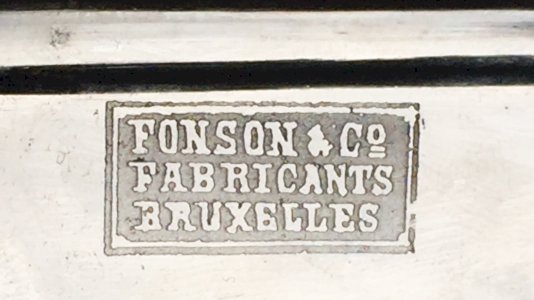 FONSON & Cº
FABRICANTS
BRUXELLES